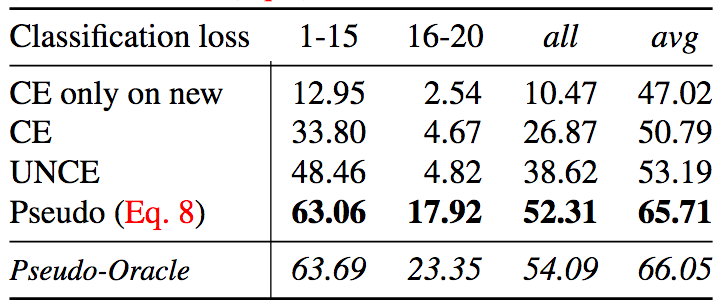 Classification loss 1-15 16-20 all avg
CE only on new 12.95 2.54 10.47 47.02
CE 33.80 4.67 26.87 50.79
UNCE 48.46 4.82 38.62 53.19
Pseudo (Eq. 8) 63.06 17.92 52.31 65.71
Pseudo-Oracle 63.69 23.35 54.09 66.05